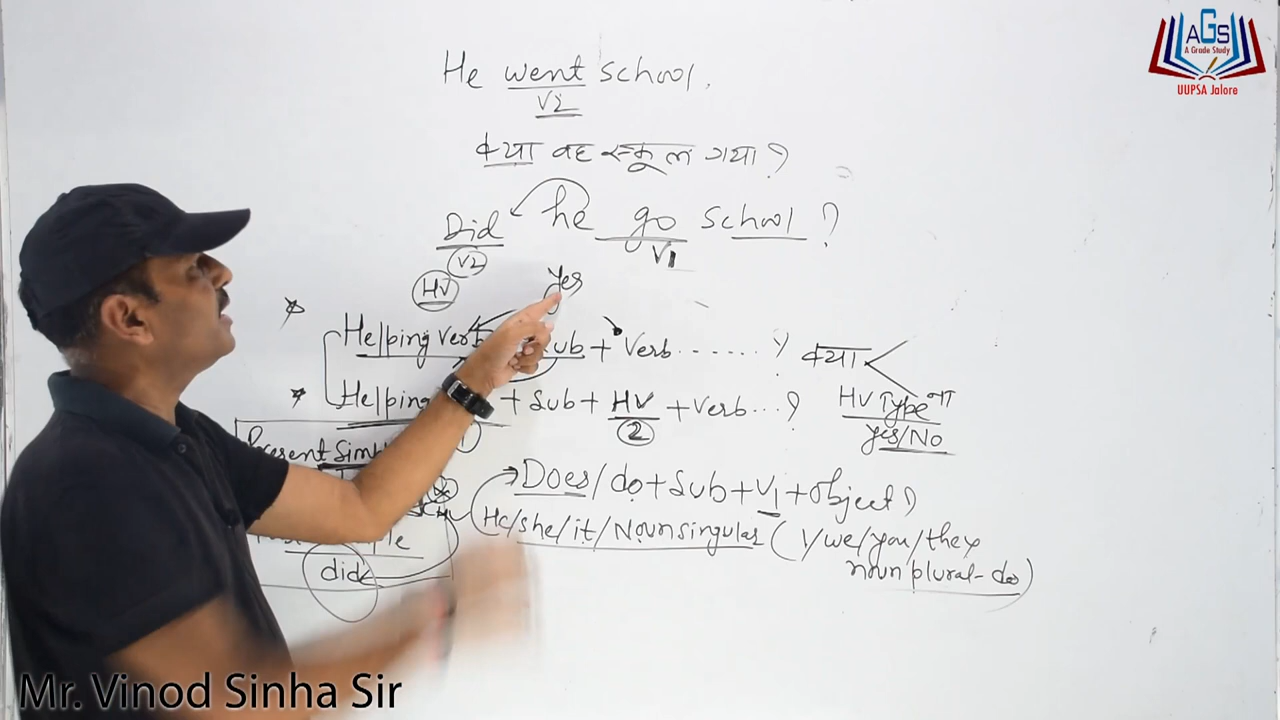 AGS
A Grade Study
UUPSA Jalore
He went school.
V2
क्या वह स्कूल गया ?
Did he go school ?
V2 V1
HV yes
Helping verb Sub + Verb ...... ?
क्या
Helping + Sub + HV + Verb...?
2
HV Type
Yes/No
Present Simple
Does/do + Sub + V1 + Object ?
He/she/it/Noun singular ( I/we/you/they
noun plural - do )
did
Mr. Vinod Sinha Sir